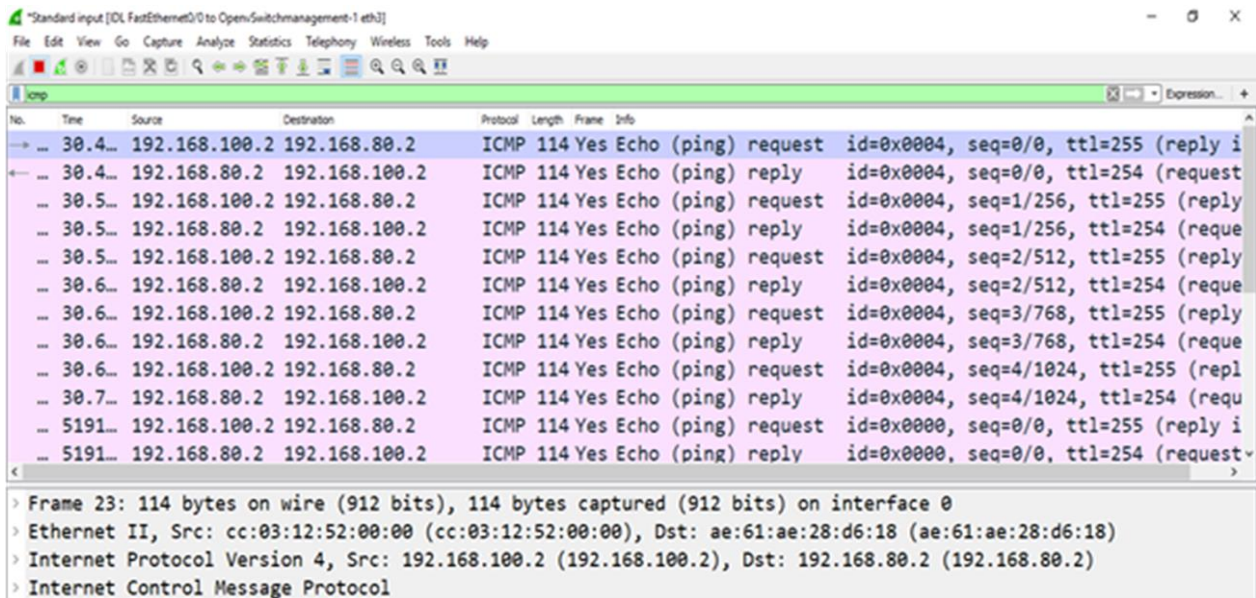 *Standard input [IDL FastEthernet0/0 to OpenvSwitchmanagement-1 eth3]
File Edit View Go Capture Analyze Statistics Telephony Wireless Tools Help
icmp Expression... +
No. Time Source Destination Protocol Length Frame Info
... 30.4... 192.168.100.2 192.168.80.2 ICMP 114 Yes Echo (ping) request id=0x0004, seq=0/0, ttl=255 (reply i
... 30.4... 192.168.80.2 192.168.100.2 ICMP 114 Yes Echo (ping) reply id=0x0004, seq=0/0, ttl=254 (request
... 30.5... 192.168.100.2 192.168.80.2 ICMP 114 Yes Echo (ping) request id=0x0004, seq=1/256, ttl=255 (reply
... 30.5... 192.168.80.2 192.168.100.2 ICMP 114 Yes Echo (ping) reply id=0x0004, seq=1/256, ttl=254 (reque
... 30.5... 192.168.100.2 192.168.80.2 ICMP 114 Yes Echo (ping) request id=0x0004, seq=2/512, ttl=255 (reply
... 30.6... 192.168.80.2 192.168.100.2 ICMP 114 Yes Echo (ping) reply id=0x0004, seq=2/512, ttl=254 (reque
... 30.6... 192.168.100.2 192.168.80.2 ICMP 114 Yes Echo (ping) request id=0x0004, seq=3/768, ttl=255 (reply
... 30.6... 192.168.80.2 192.168.100.2 ICMP 114 Yes Echo (ping) reply id=0x0004, seq=3/768, ttl=254 (reque
... 30.6... 192.168.100.2 192.168.80.2 ICMP 114 Yes Echo (ping) request id=0x0004, seq=4/1024, ttl=255 (repl
... 30.7... 192.168.80.2 192.168.100.2 ICMP 114 Yes Echo (ping) reply id=0x0004, seq=4/1024, ttl=254 (requ
... 5191... 192.168.100.2 192.168.80.2 ICMP 114 Yes Echo (ping) request id=0x0000, seq=0/0, ttl=255 (reply i
... 5191... 192.168.80.2 192.168.100.2 ICMP 114 Yes Echo (ping) reply id=0x0000, seq=0/0, ttl=254 (request
Frame 23: 114 bytes on wire (912 bits), 114 bytes captured (912 bits) on interface 0
Ethernet II, Src: cc:03:12:52:00:00 (cc:03:12:52:00:00), Dst: ae:61:ae:28:d6:18 (ae:61:ae:28:d6:18)
Internet Protocol Version 4, Src: 192.168.100.2 (192.168.100.2), Dst: 192.168.80.2 (192.168.80.2)
Internet Control Message Protocol